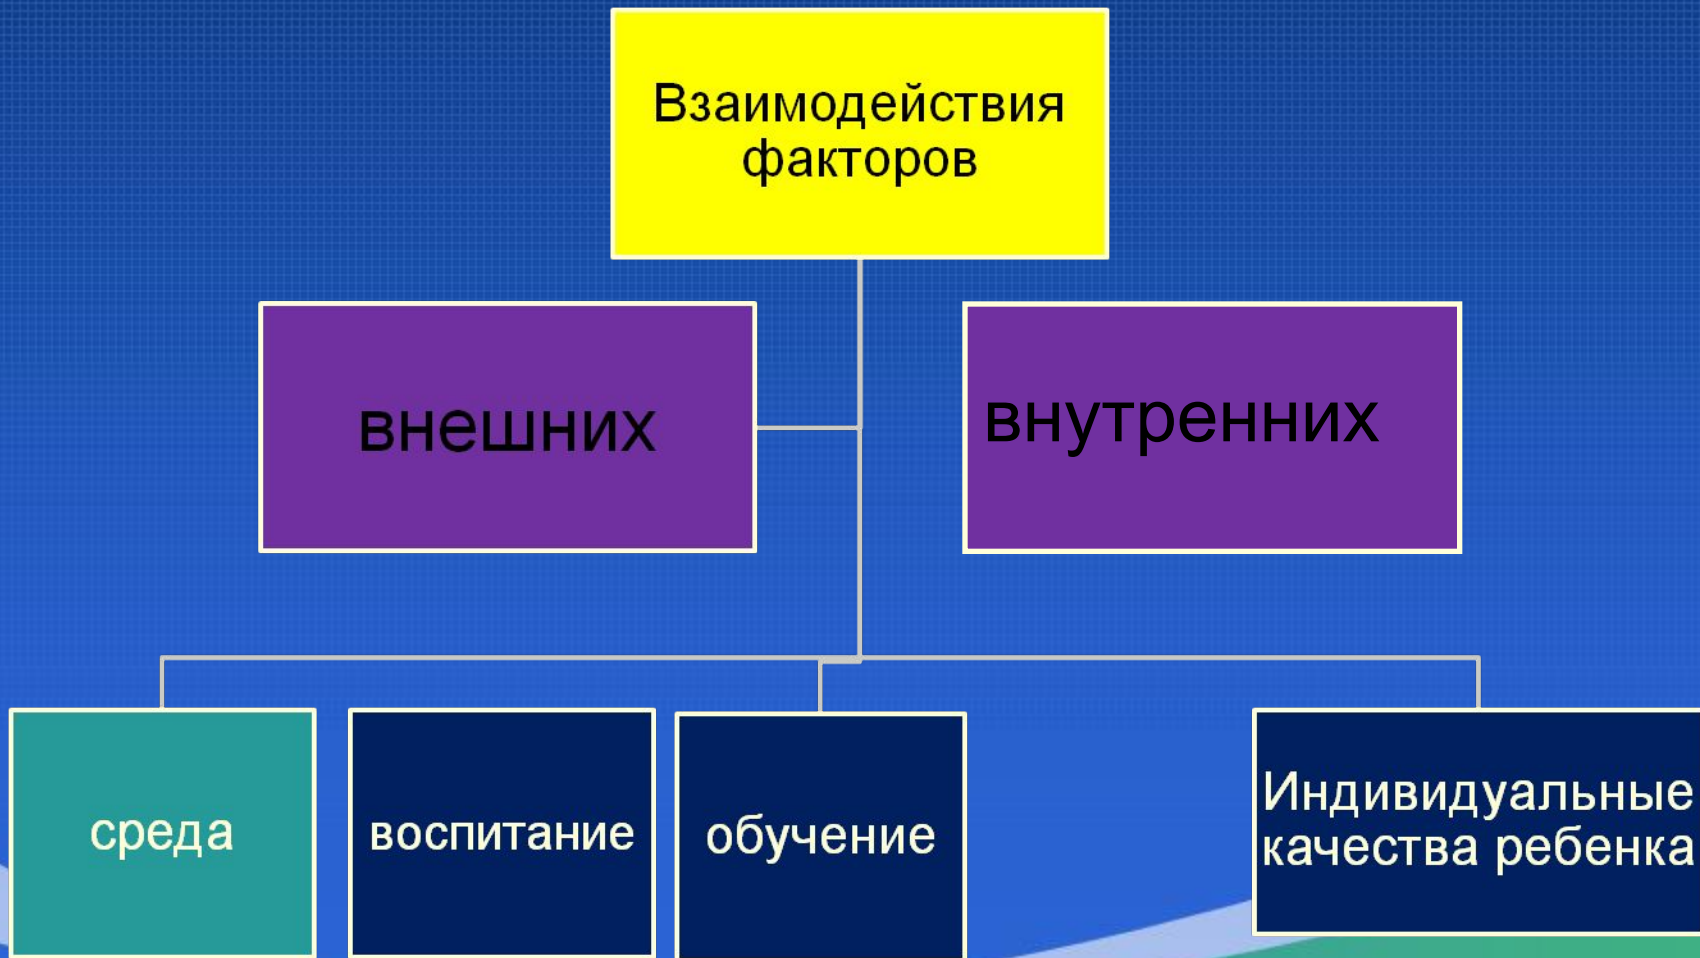 Взаимодействия
факторов
внешних
внутренних
среда
воспитание
обучение
Индивидуальные
качества ребенка